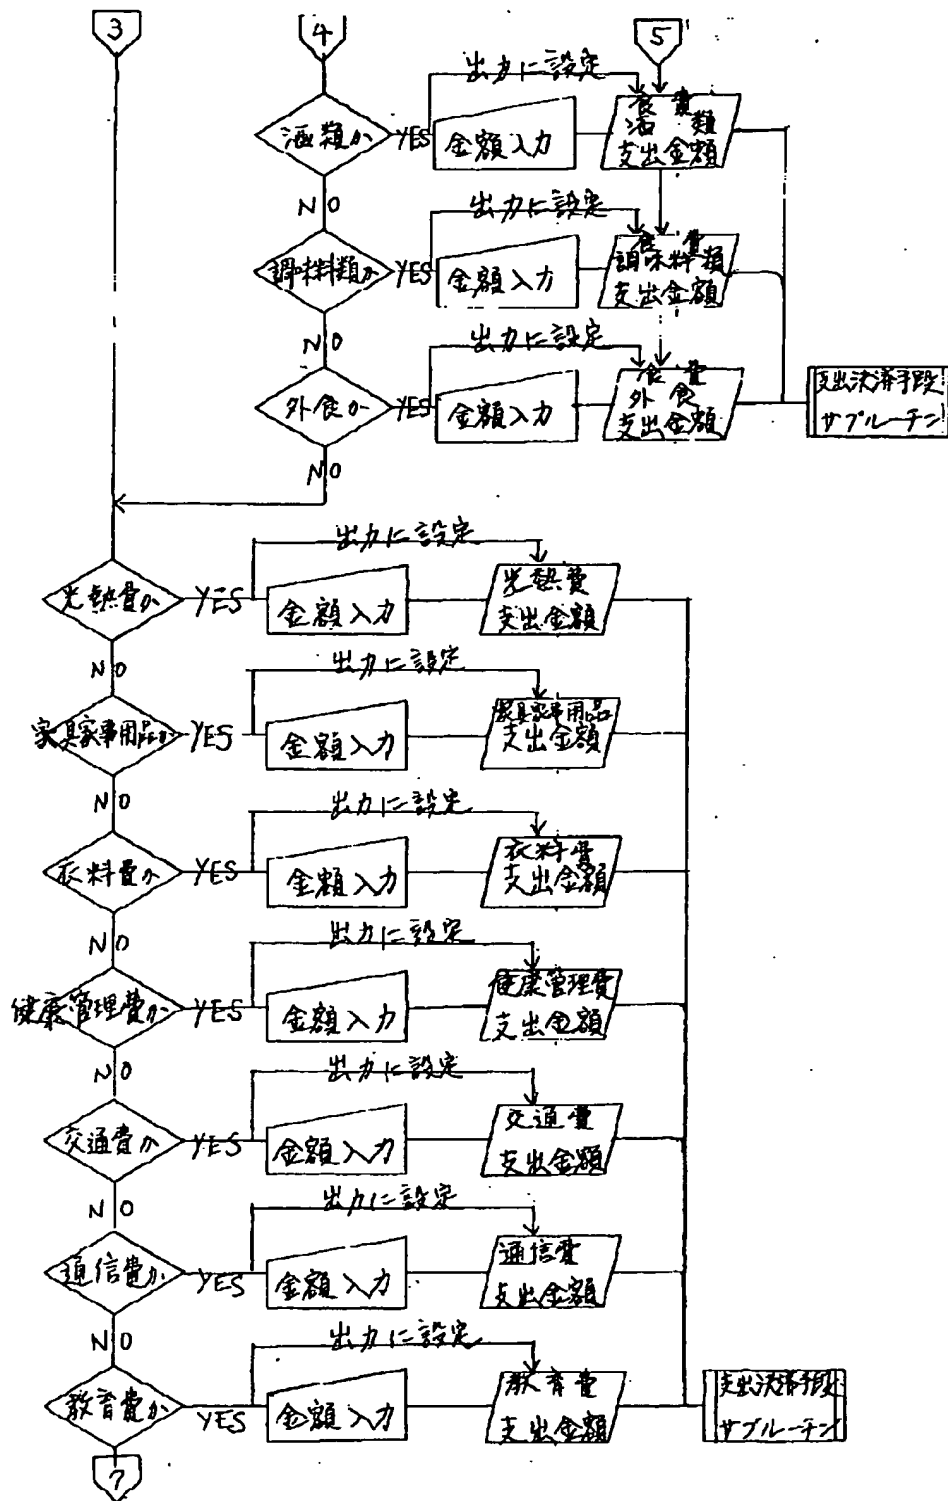 3
4
5
出力に設定
酒類か
YES
金額入力
食費
酒類
支出金額
NO
出力に設定
調味料類か
YES
金額入力
食費
調味料類
支出金額
NO
出力に設定
外食か
YES
金額入力
食費
外食
支出金額
支出決済手段
サブルーチン
NO
出力に設定
光熱費か
YES
金額入力
光熱費
支出金額
NO
出力に設定
家具家事用品か
YES
金額入力
家具家事用品
支出金額
NO
出力に設定
衣料費か
YES
金額入力
衣料費
支出金額
NO
出力に設定
健康管理費か
YES
金額入力
健康管理費
支出金額
NO
出力に設定
交通費か
YES
金額入力
交通費
支出金額
NO
出力に設定
通信費か
YES
金額入力
通信費
支出金額
NO
出力に設定
教育費か
YES
金額入力
教育費
支出金額
支出決済手段
サブルーチン
7